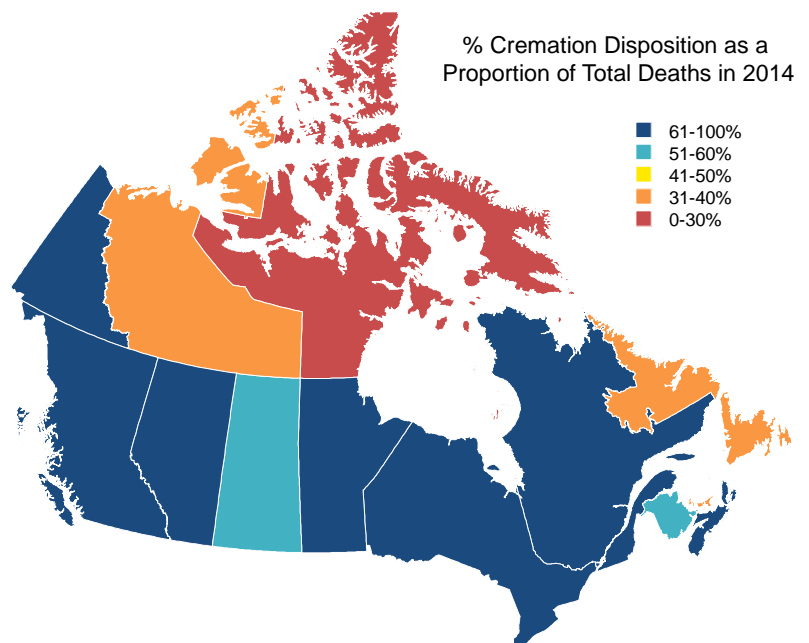 % Cremation Disposition as a
Proportion of Total Deaths in 2014
61-100%
51-60%
41-50%
31-40%
0-30%